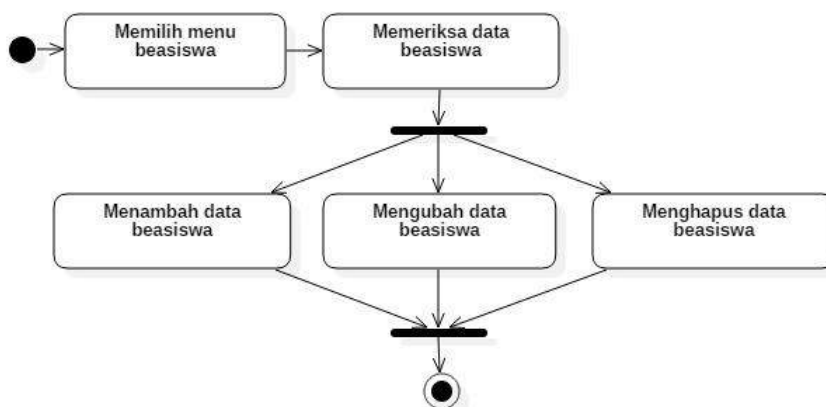 Memilih menu
beasiswa
Memeriksa data
beasiswa
Menambah data
beasiswa
Mengubah data
beasiswa
Menghapus data
beasiswa